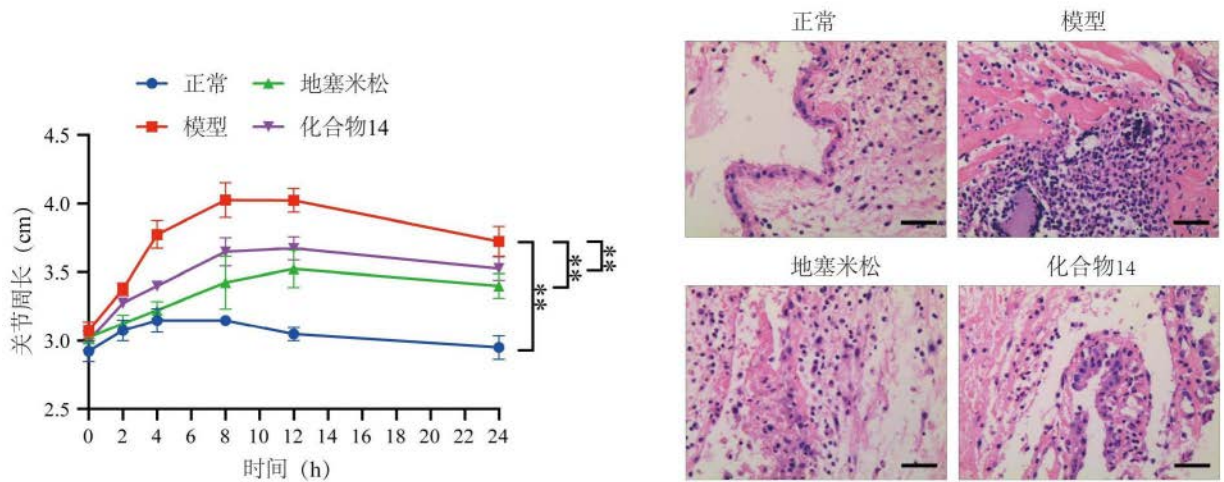 正常
地塞米松
模型
化合物14
4.5
4.0
3.5
3.0
2.5
关节周长（cm）
0 2 4 6 8 10 12 14 16 18 20 22 24
时间（h）
**
**
**
正常
模型
地塞米松
化合物14